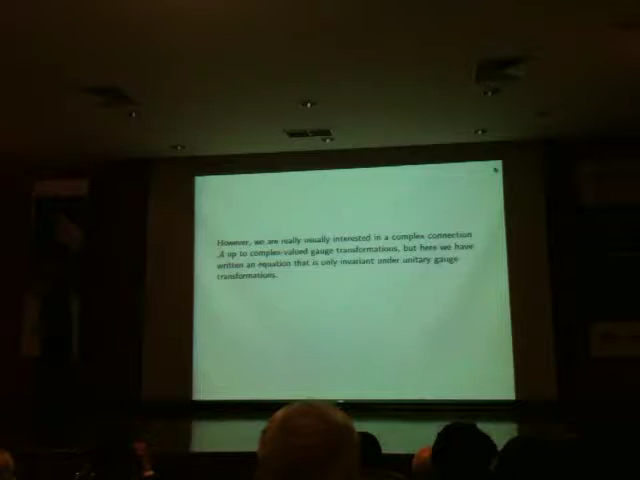 However, we are really usually interested in a complex connection
𝒜 up to complex-valued gauge transformations, but here we have
written an equation that is only invariant under unitary gauge
transformations.